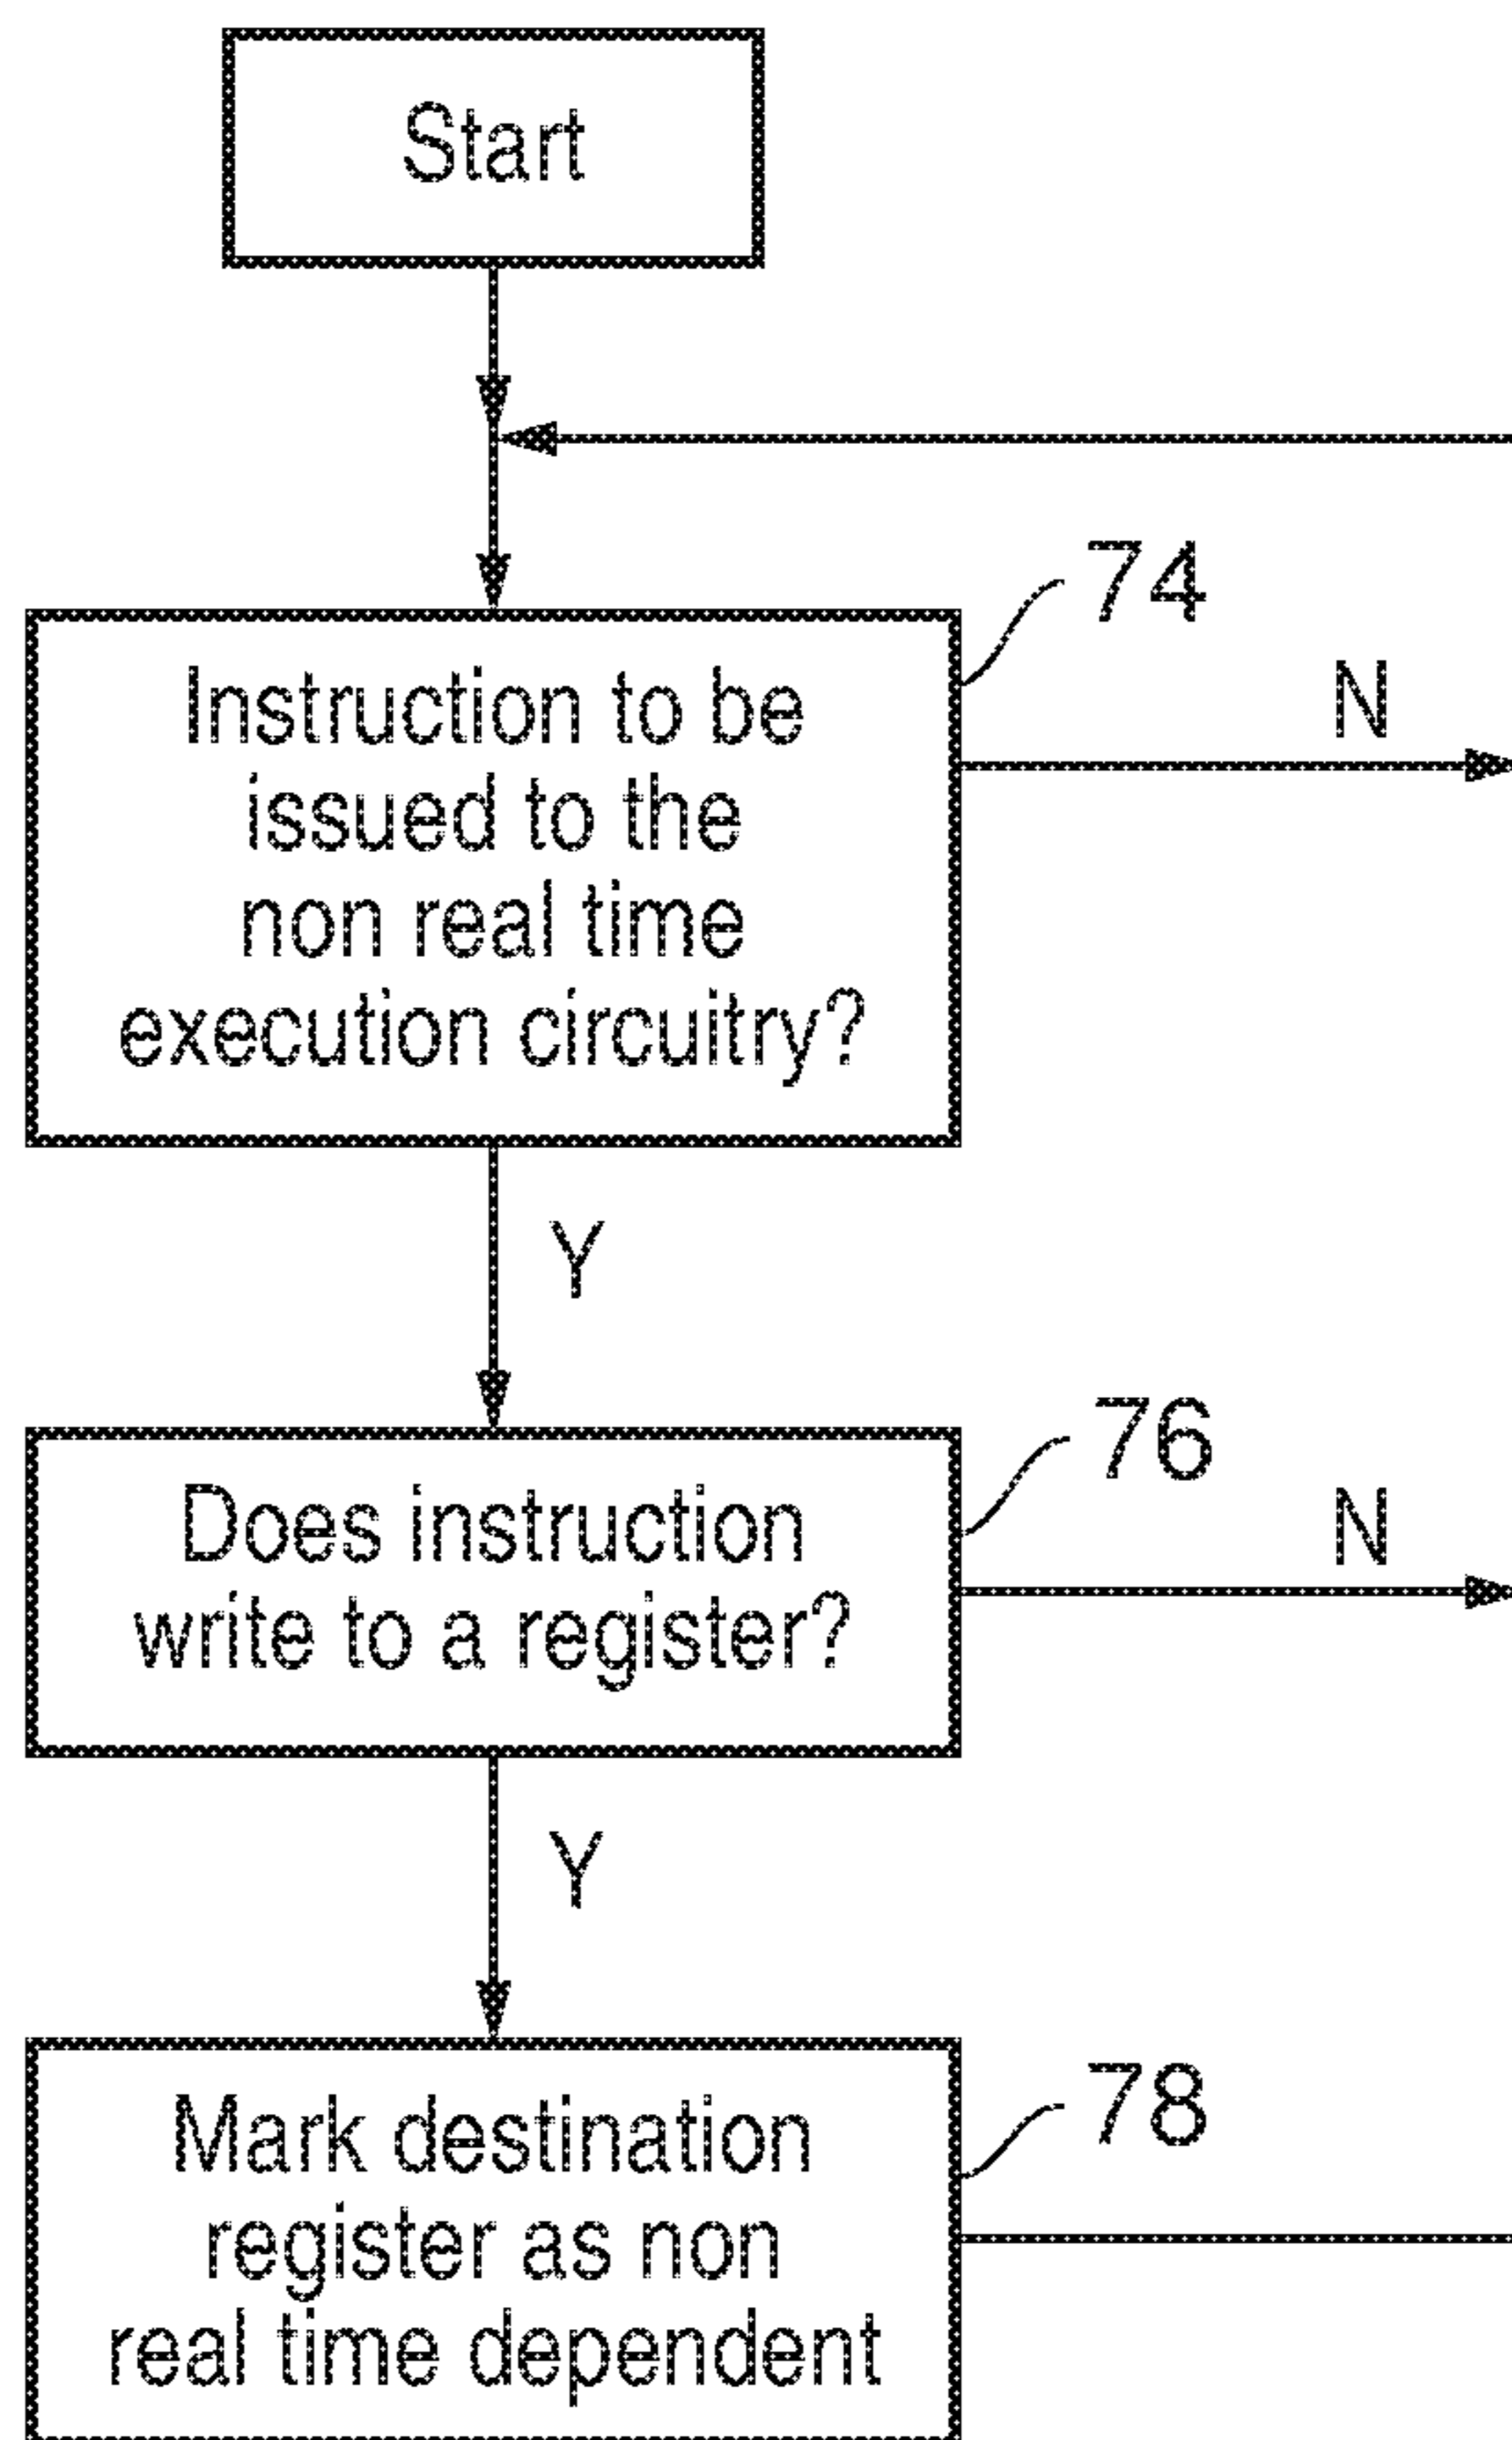 Start
74
Instruction to be
issued to the
non real time
execution circuitry?
N
Y
76
Does instruction
write to a register?
N
Y
78
Mark destination
register as non
real time dependent